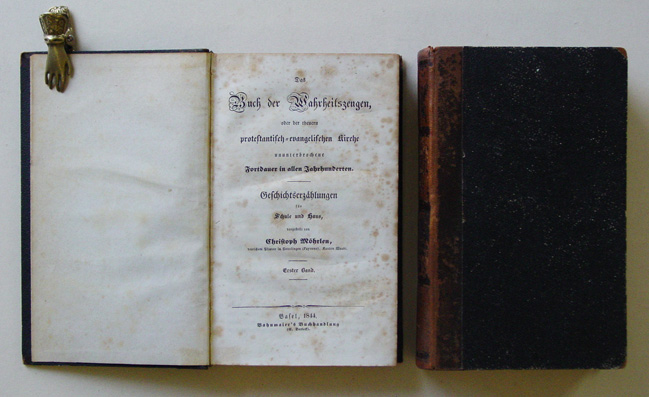 Das
Buch der Wahrheitszeugen,
oder der
protestantisch-evangelischen Kirche
ununterbrochene
Fortdauer in allen Jahrhunderten.
Geschichtserzählungen
für
Schule und Haus,
von
Christoph Möhrlen,
Erster Band.
Basel, 1844.
Bahnmaier's Buchhandlung